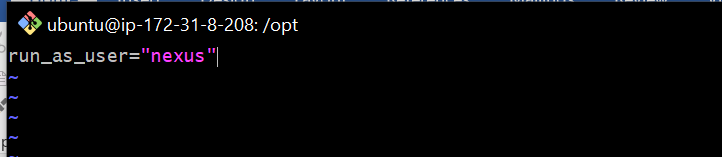 ubuntu@ip-172-31-8-208: /opt
run_as_user="nexus"
~
~
~
~